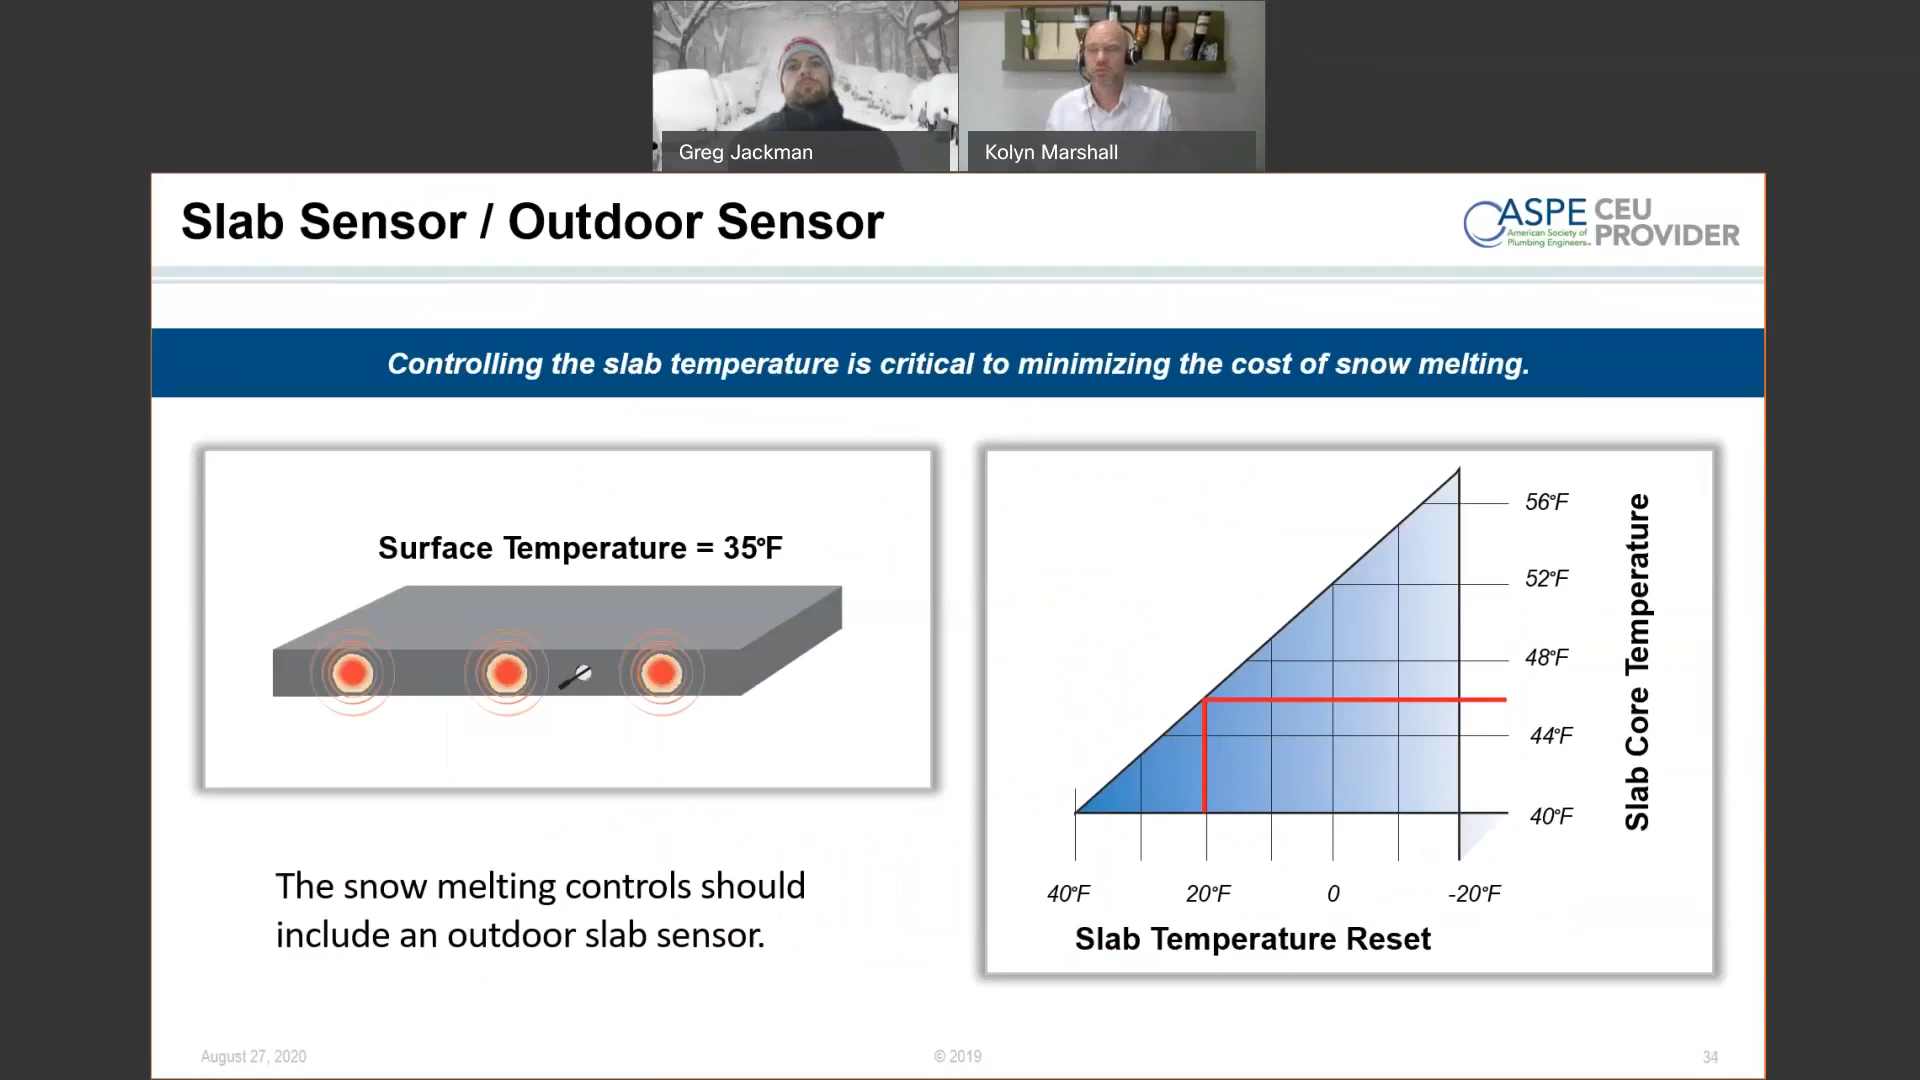 Greg Jackman
Kolyn Marshall
Slab Sensor / Outdoor Sensor
ASPE
American Society of
Plumbing Engineers
CEU
PROVIDER
Controlling the slab temperature is critical to minimizing the cost of snow melting.
Surface Temperature = 35°F
The snow melting controls should
include an outdoor slab sensor.
56°F
52°F
48°F
44°F
40°F
Slab Core Temperature
40°F
20°F
0
-20°F
Slab Temperature Reset
August 27, 2020
© 2019
34